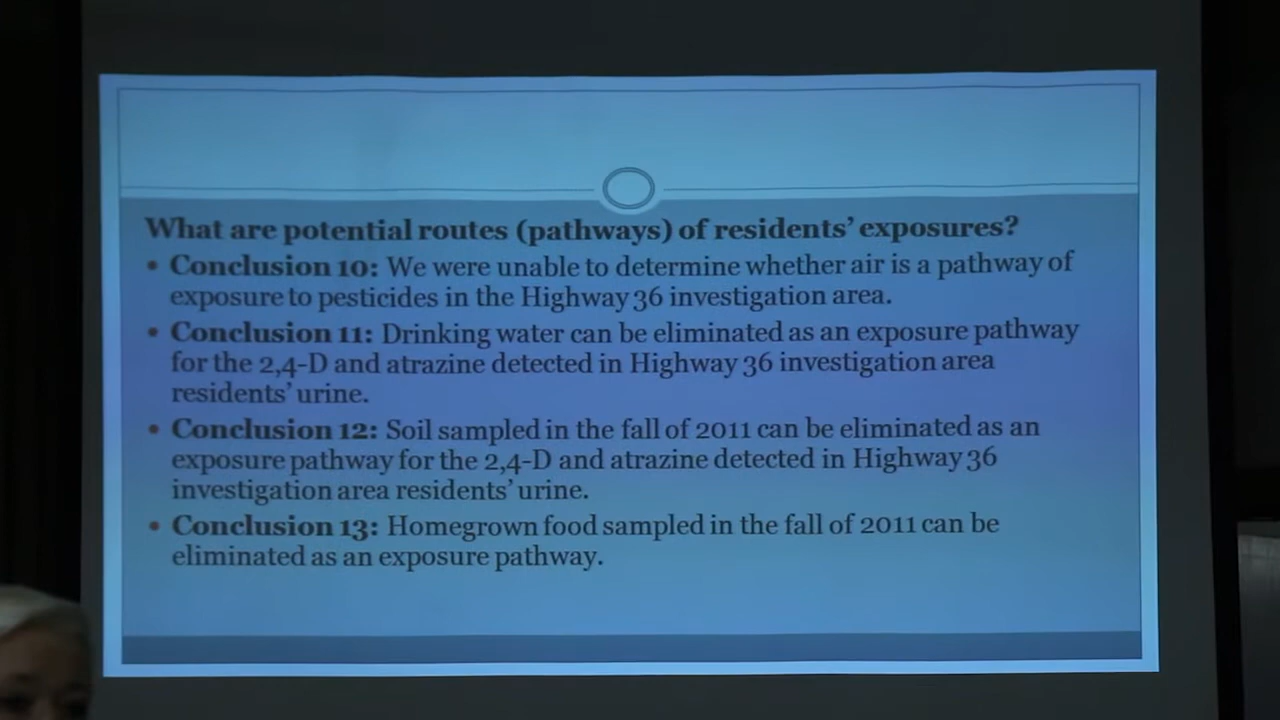 What are potential routes (pathways) of residents' exposures?
• Conclusion 10: We were unable to determine whether air is a pathway of
exposure to pesticides in the Highway 36 investigation area.
• Conclusion 11: Drinking water can be eliminated as an exposure pathway
for the 2,4-D and atrazine detected in Highway 36 investigation area
residents' urine.
• Conclusion 12: Soil sampled in the fall of 2011 can be eliminated as an
exposure pathway for the 2,4-D and atrazine detected in Highway 36
investigation area residents' urine.
• Conclusion 13: Homegrown food sampled in the fall of 2011 can be
eliminated as an exposure pathway.